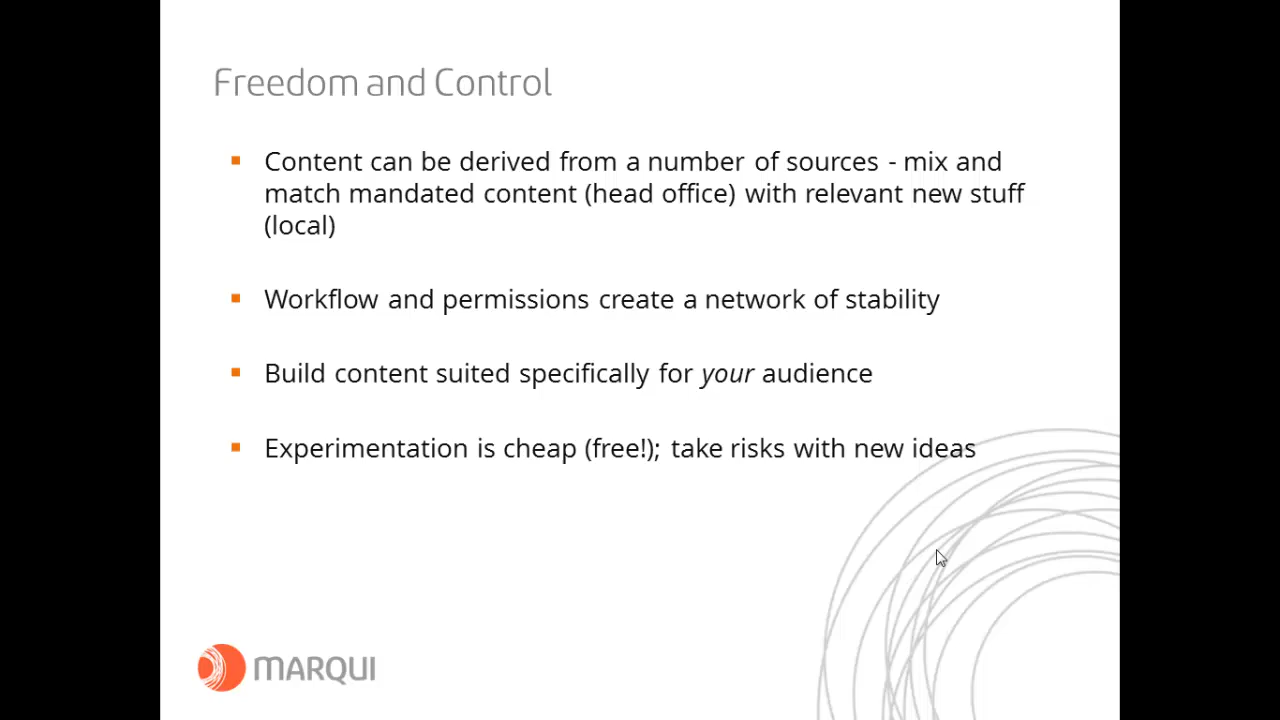 Freedom and Control
Content can be derived from a number of sources - mix and
match mandated content (head office) with relevant new stuff
(local)
Workflow and permissions create a network of stability
Build content suited specifically for your audience
Experimentation is cheap (free!); take risks with new ideas
MARQUI